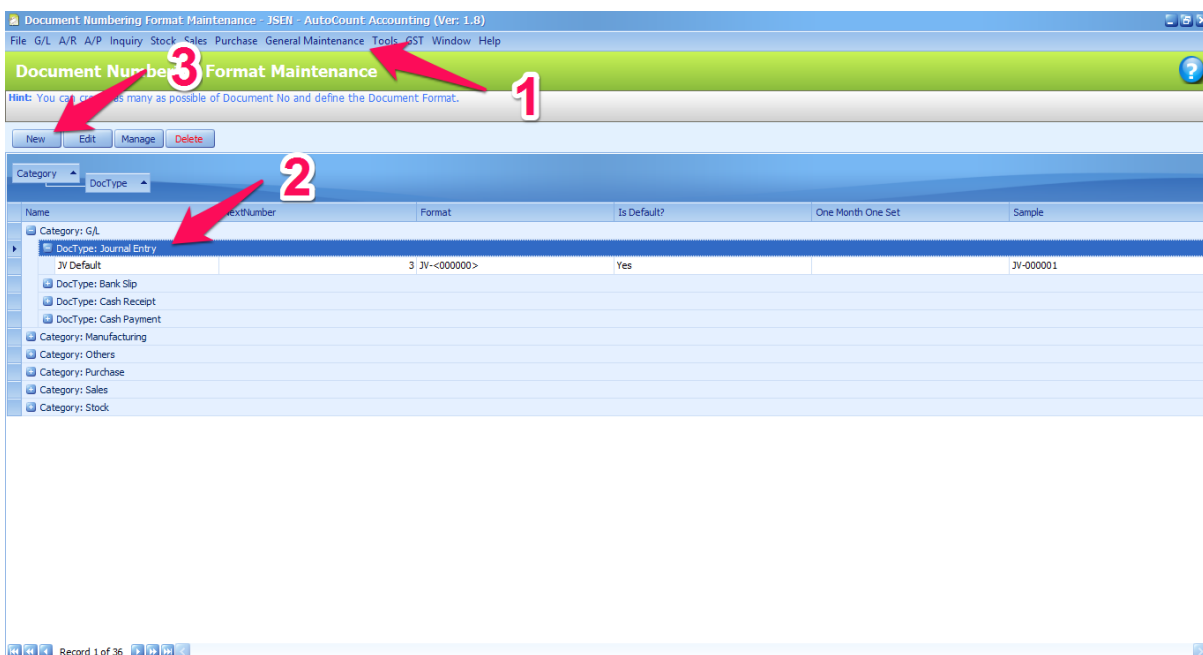 Document Numbering Format Maintenance - JSEN - AutoCount Accounting (Ver: 1.8)
File G/L A/R A/P Inquiry Stock Sales Purchase General Maintenance Tools GST Window Help
3
Document Format Maintenance
1
Hint: You can as many as possible of Document No and define the Document Format.
New Edit Manage Delete
2
Category
DocType
Name NextNumber Format Is Default? One Month One Set Sample
Category: G/L
DocType: Journal Entry
JV Default 3 JV-<000000> Yes JV-000001
DocType: Bank Slip
DocType: Cash Receipt
DocType: Cash Payment
Category: Manufacturing
Category: Others
Category: Purchase
Category: Sales
Category: Stock
Record 1 of 36